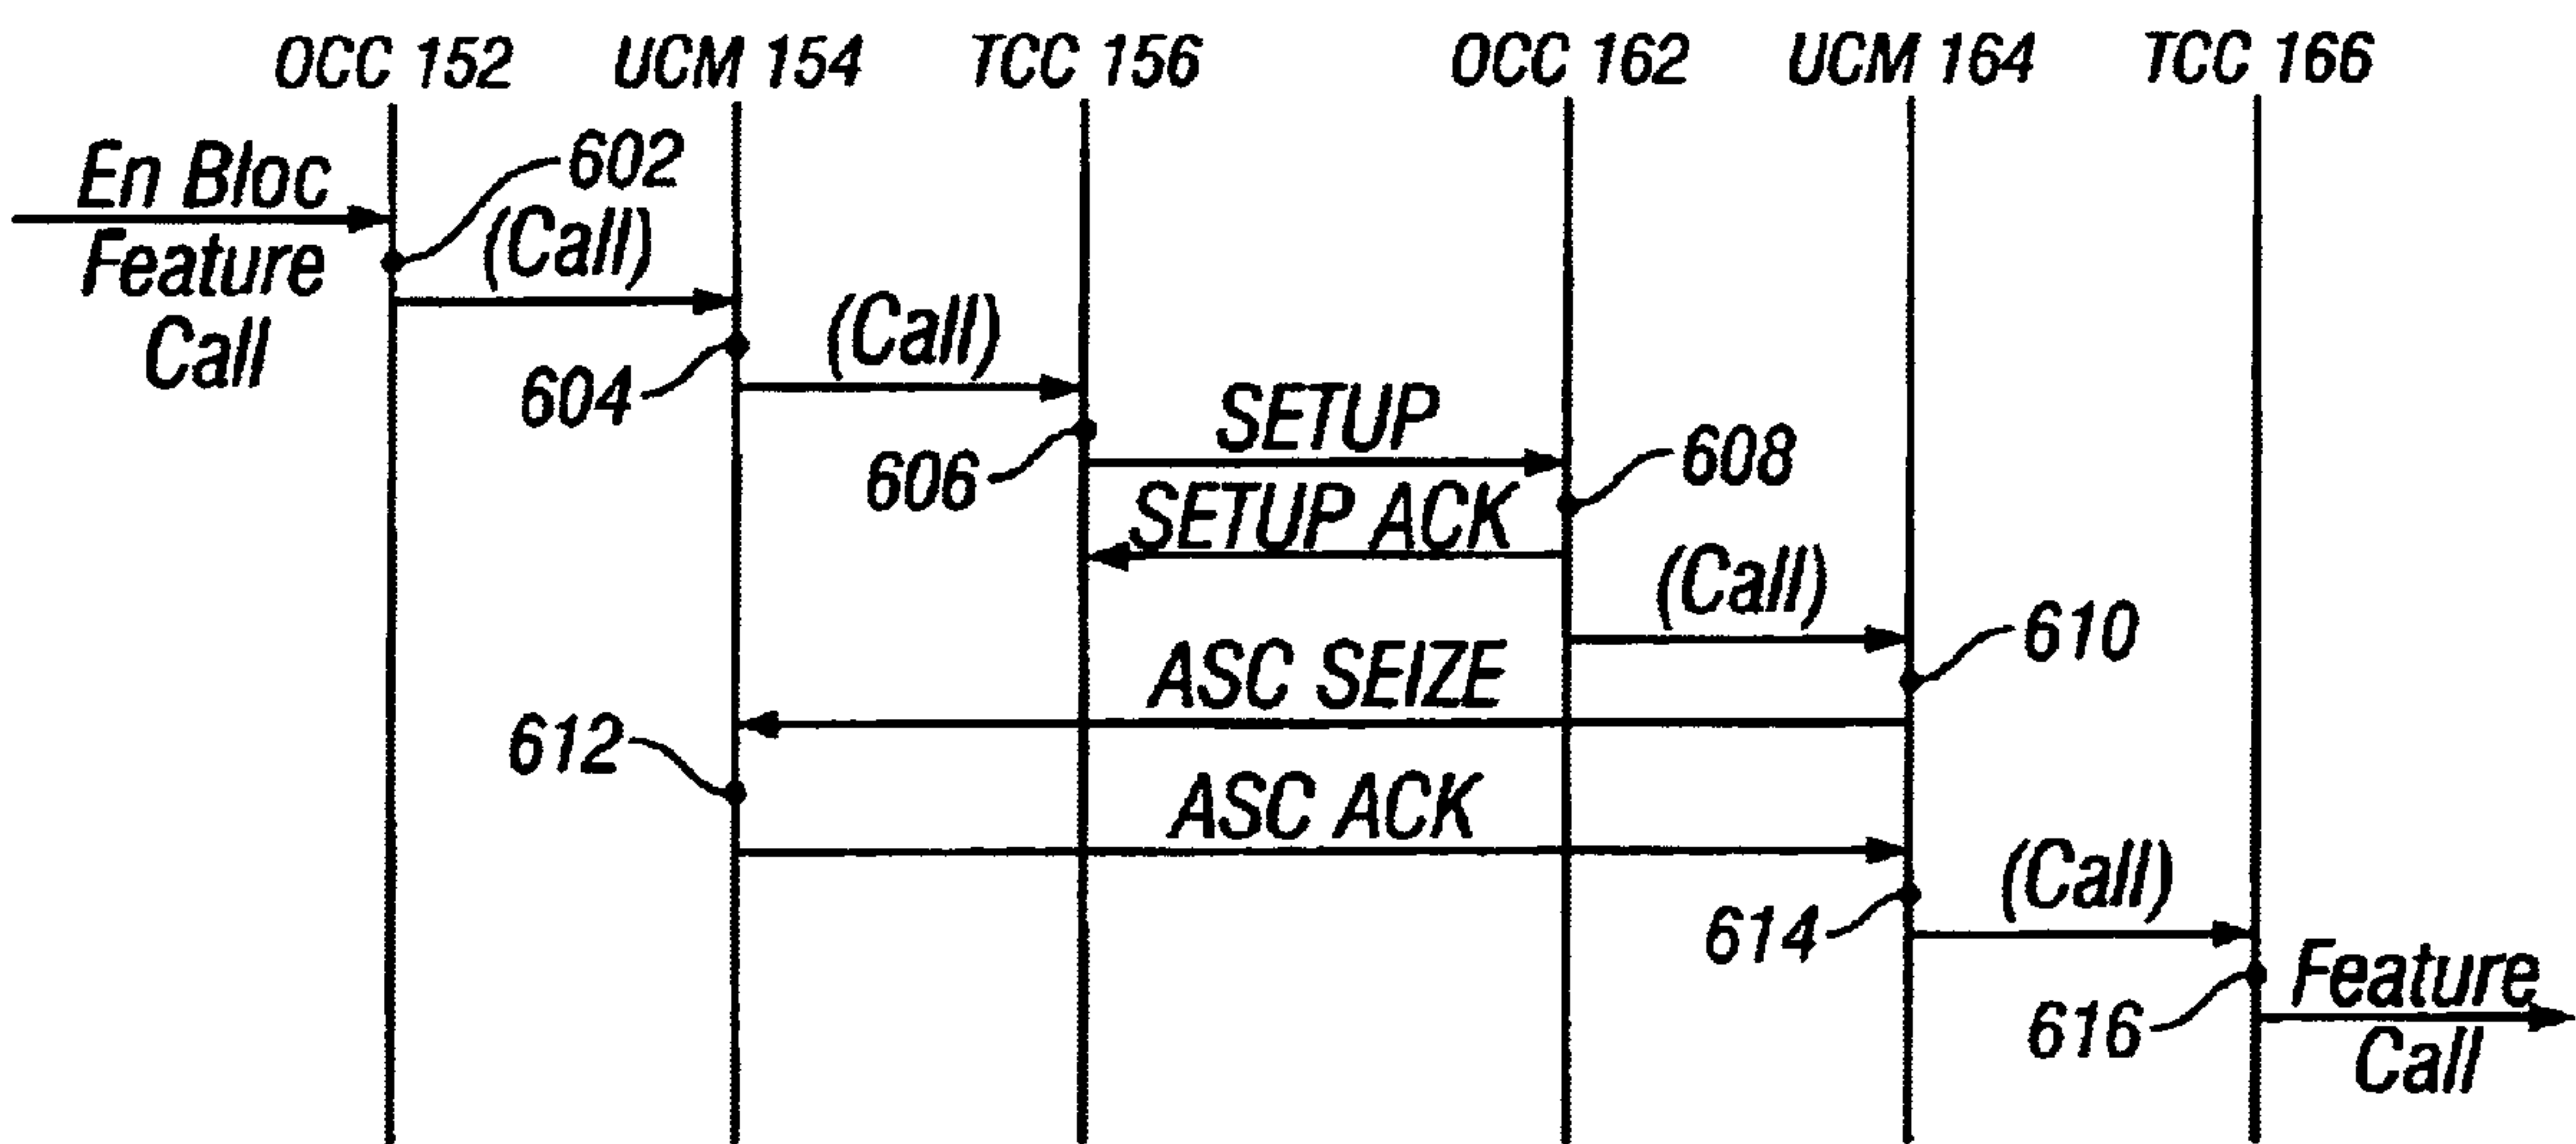 OCC 152 UCM 154 TCC 156 OCC 162 UCM 164 TCC 166
En Bloc
Feature
Call
602
(Call)
604
(Call)
606
SETUP
608
SETUP ACK
(Call)
610
ASC SEIZE
612
ASC ACK
614
(Call)
616
Feature
Call